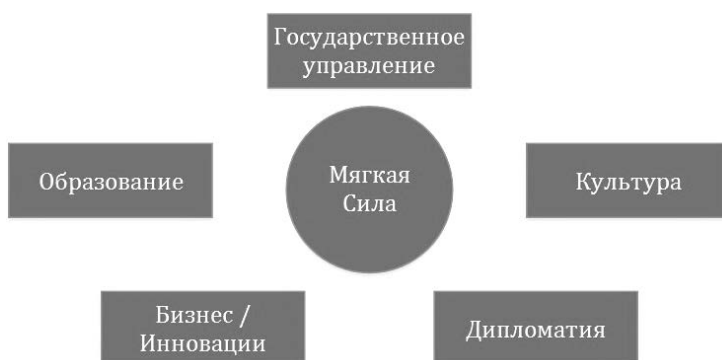 Государственное
управление
Образование
Мягкая
Сила
Культура
Бизнес /
Инновации
Дипломатия